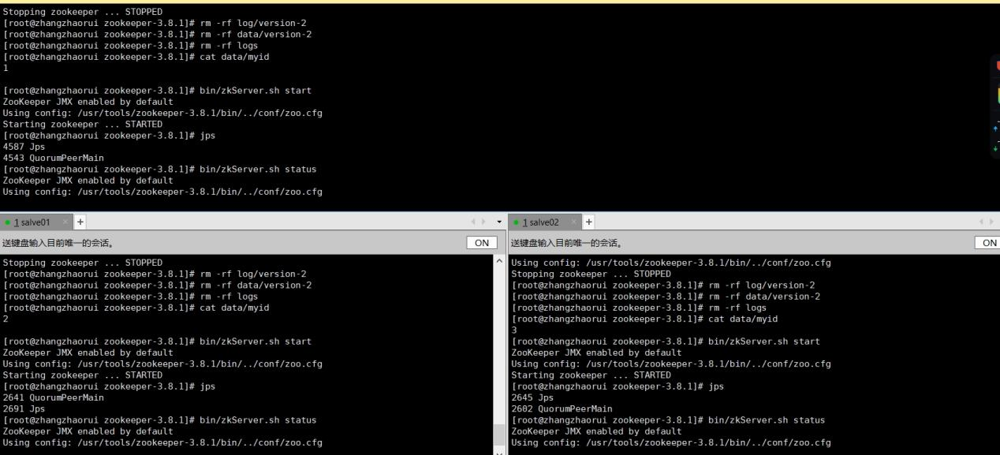 Stopping zookeeper ... STOPPED
[root@zhangzhaorui zookeeper-3.8.1]# rm -rf log/version-2
[root@zhangzhaorui zookeeper-3.8.1]# rm -rf data/version-2
[root@zhangzhaorui zookeeper-3.8.1]# rm -rf logs
[root@zhangzhaorui zookeeper-3.8.1]# cat data/myid
1
[root@zhangzhaorui zookeeper-3.8.1]# bin/zkServer.sh start
ZooKeeper JMX enabled by default
Using config: /usr/tools/zookeeper-3.8.1/bin/../conf/zoo.cfg
Starting zookeeper ... STARTED
[root@zhangzhaorui zookeeper-3.8.1]# jps
4587 Jps
4543 QuorumPeerMain
[root@zhangzhaorui zookeeper-3.8.1]# bin/zkServer.sh status
ZooKeeper JMX enabled by default
Using config: /usr/tools/zookeeper-3.8.1/bin/../conf/zoo.cfg
1 salve01
送键盘输入目前唯一的会话。 ON
Stopping zookeeper ... STOPPED
[root@zhangzhaorui zookeeper-3.8.1]# rm -rf log/version-2
[root@zhangzhaorui zookeeper-3.8.1]# rm -rf data/version-2
[root@zhangzhaorui zookeeper-3.8.1]# rm -rf logs
[root@zhangzhaorui zookeeper-3.8.1]# cat data/myid
2
[root@zhangzhaorui zookeeper-3.8.1]# bin/zkServer.sh start
ZooKeeper JMX enabled by default
Using config: /usr/tools/zookeeper-3.8.1/bin/../conf/zoo.cfg
Starting zookeeper ... STARTED
[root@zhangzhaorui zookeeper-3.8.1]# jps
2641 QuorumPeerMain
2691 Jps
[root@zhangzhaorui zookeeper-3.8.1]# bin/zkServer.sh status
ZooKeeper JMX enabled by default
Using config: /usr/tools/zookeeper-3.8.1/bin/../conf/zoo.cfg
1 salve02
送键盘输入目前唯一的会话。 ON
Using config: /usr/tools/zookeeper-3.8.1/bin/../conf/zoo.cfg
Stopping zookeeper ... STOPPED
[root@zhangzhaorui zookeeper-3.8.1]# rm -rf log/version-2
[root@zhangzhaorui zookeeper-3.8.1]# rm -rf data/version-2
[root@zhangzhaorui zookeeper-3.8.1]# rm -rf logs
[root@zhangzhaorui zookeeper-3.8.1]# cat data/myid
3
[root@zhangzhaorui zookeeper-3.8.1]# bin/zkServer.sh start
ZooKeeper JMX enabled by default
Using config: /usr/tools/zookeeper-3.8.1/bin/../conf/zoo.cfg
Starting zookeeper ... STARTED
[root@zhangzhaorui zookeeper-3.8.1]# jps
2645 Jps
2602 QuorumPeerMain
[root@zhangzhaorui zookeeper-3.8.1]# bin/zkServer.sh status
ZooKeeper JMX enabled by default
Using config: /usr/tools/zookeeper-3.8.1/bin/../conf/zoo.cfg